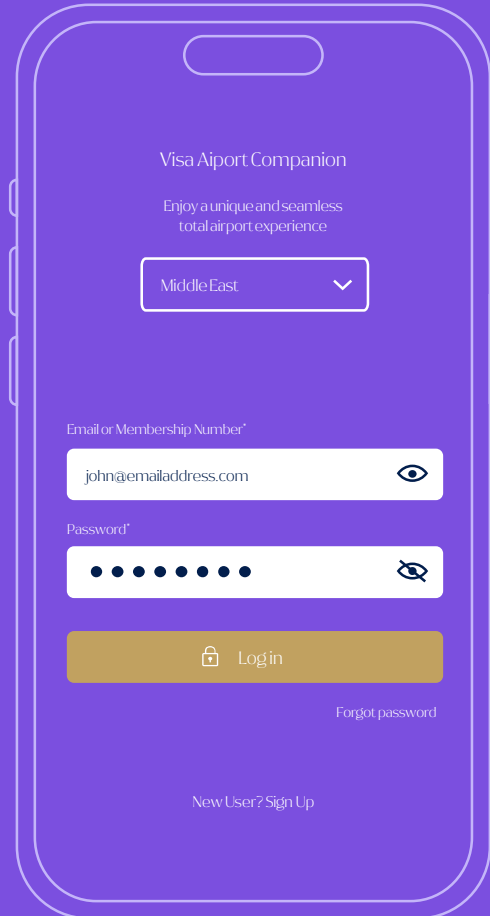 Visa Aiport Companion
Enjoy a unique and seamless
total airport experience
Middle East
Email or Membership Number*
john@emailaddress.com
Password*
Log in
Forgot password
New User? Sign Up